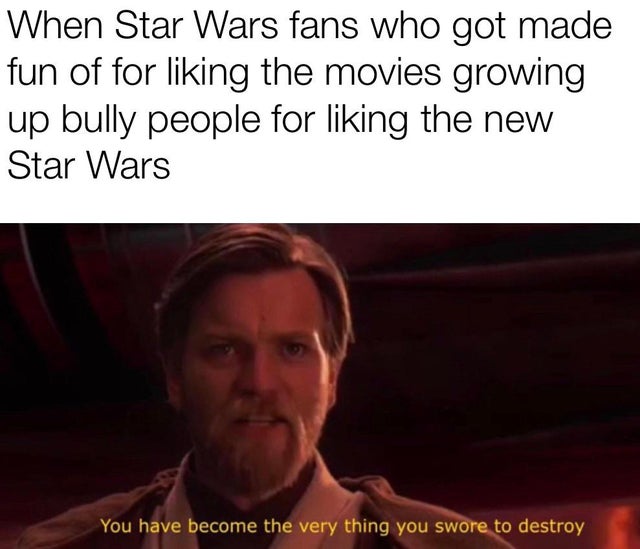 When Star Wars fans who got made
fun of for liking the movies growing
up bully people for liking the new
Star Wars
You have become the very thing you swore to destroy